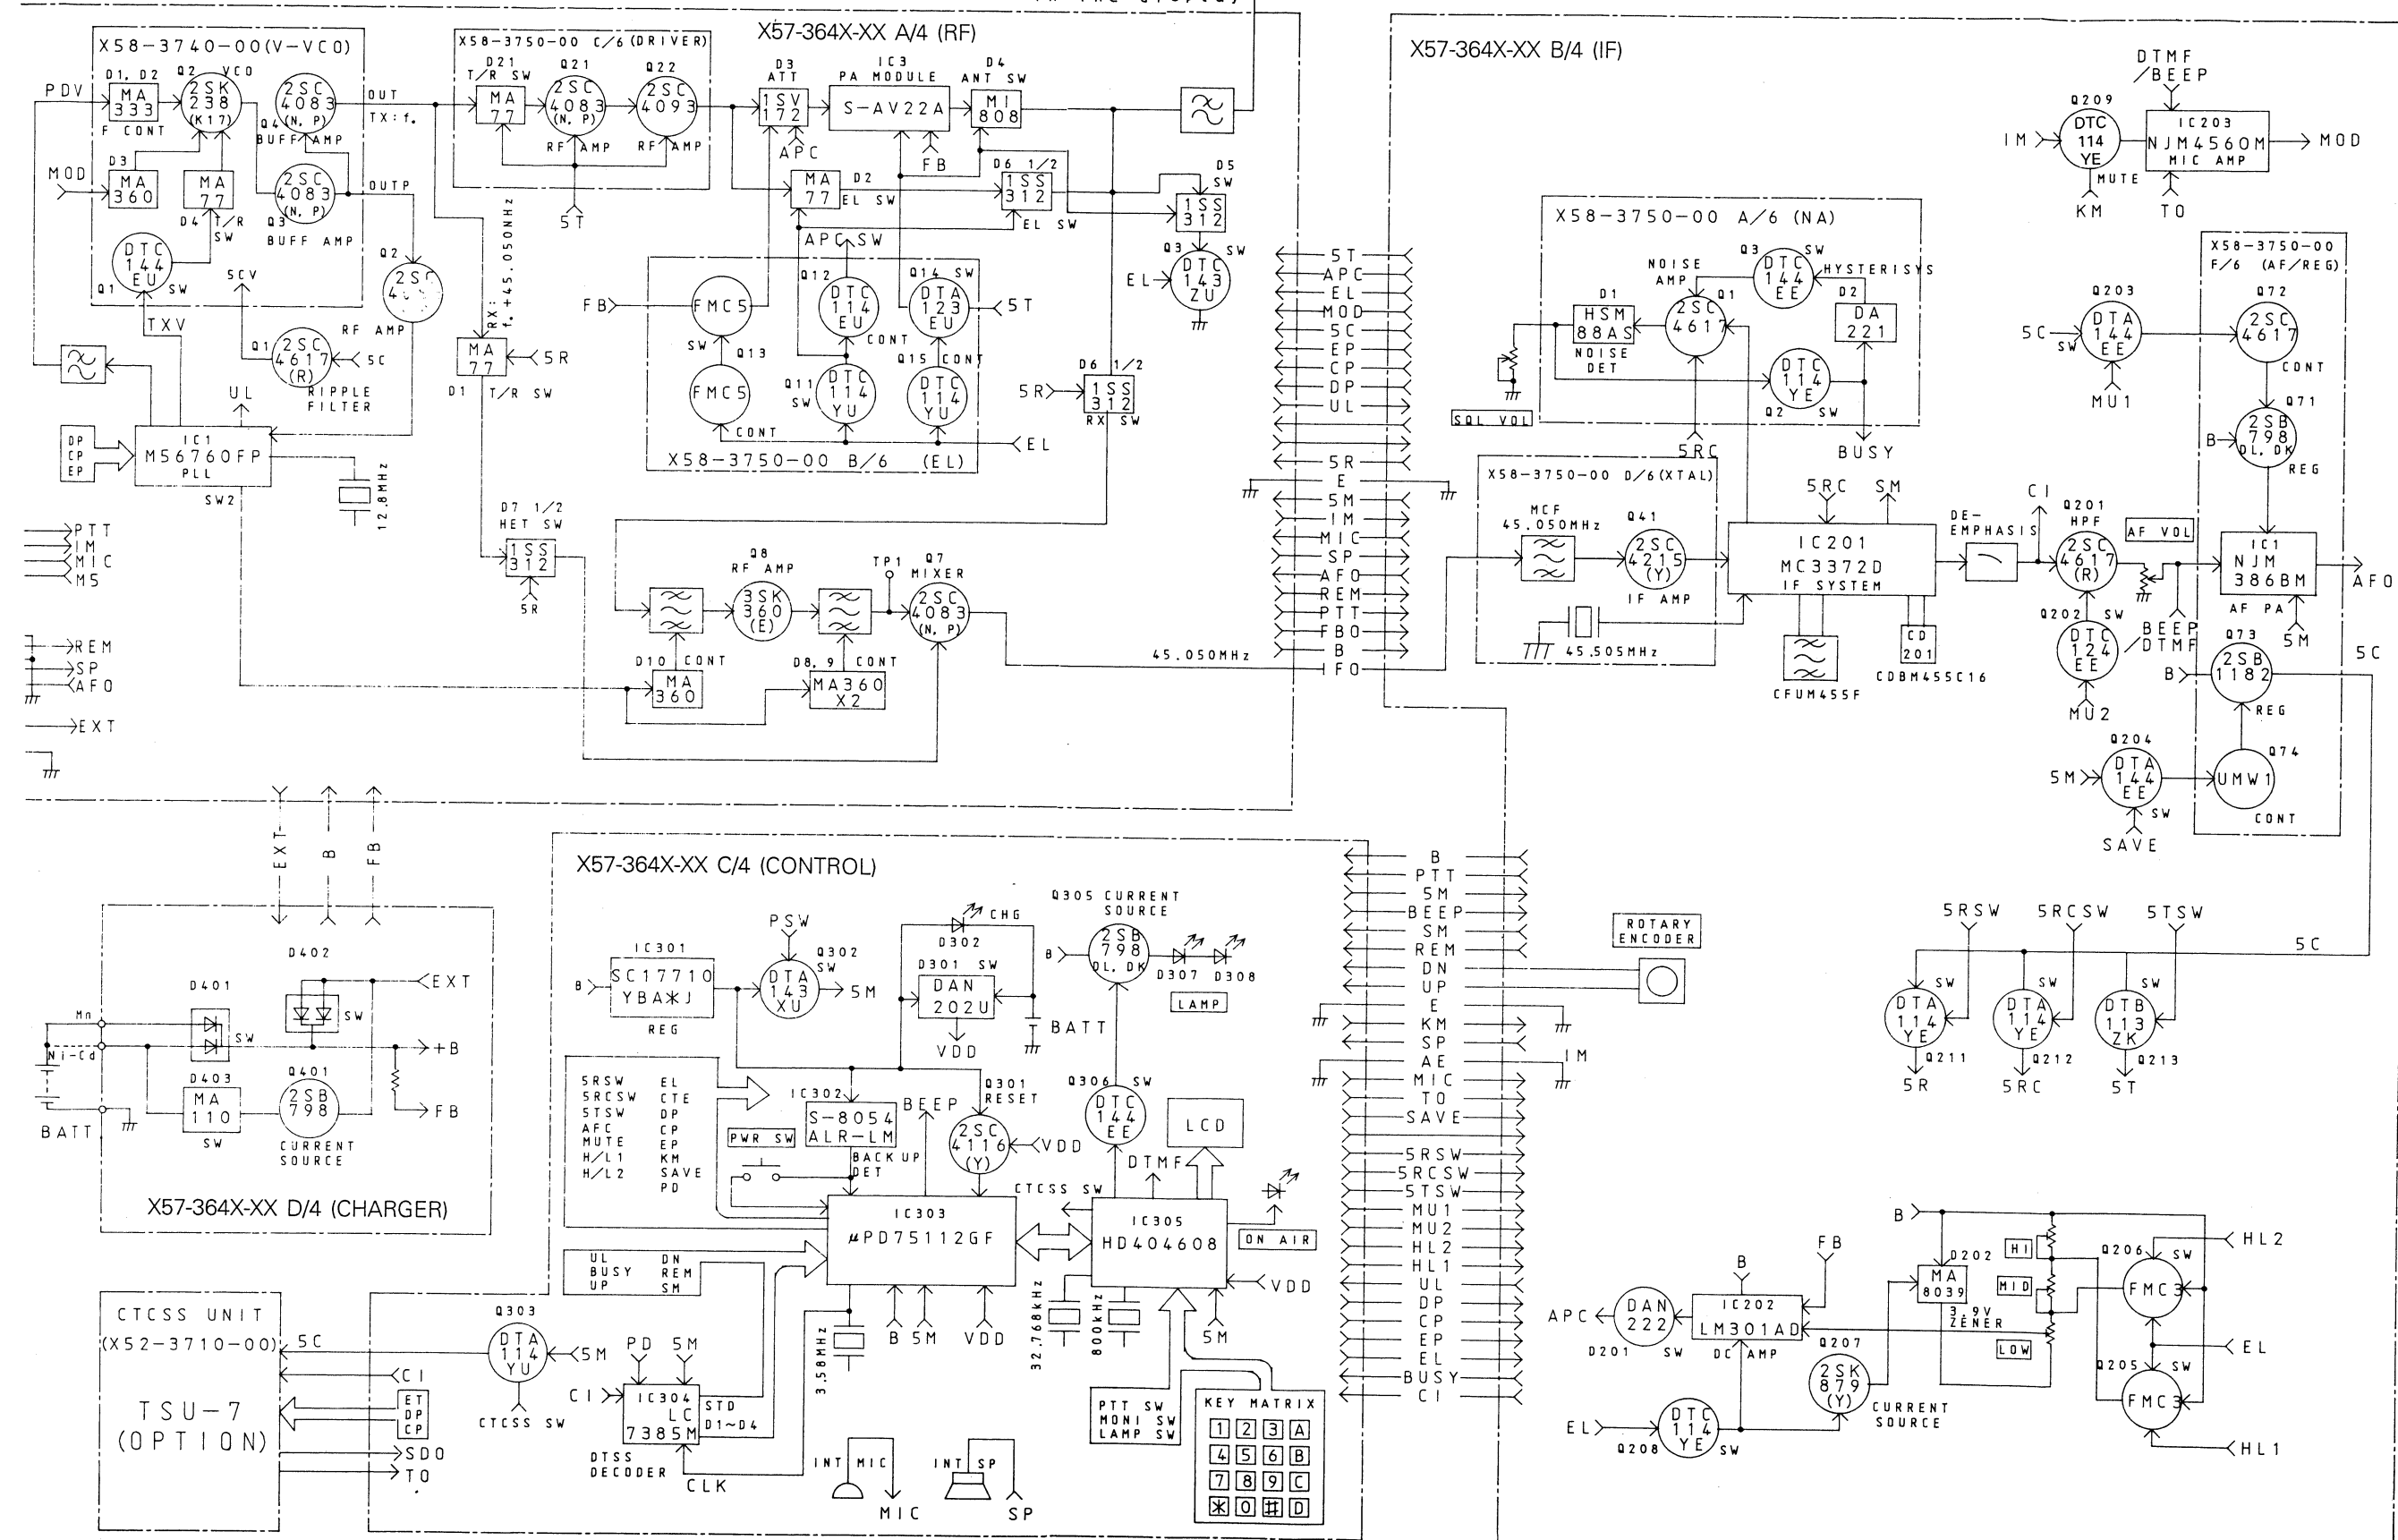 X57-364X-XX A/4 (RF)
X58-3740-00(V-VCO)
PDV
D1, D2
MA
333
F CONT
Q2 VCO
2SK
238
(K17)
2SC
4083
(N, P)
Q4
BUFF AMP
OUT
TX: f.
MOD
D3
MA
360
MA
77
D4 T/R
SW
2SC
4083
(N, P)
Q3
BUFF AMP
OUTP
DTC
144
EU
Q1
SW
TXV
5CV
Q2
2SC
RF AMP
Q1
2SC
4617
(R)
5C
RIPPLE
FILTER
UL
DP
CP
EP
IC1
M56760FP
PLL
SW2
12.8MHz
X58-3750-00 C/6 (DRIVER)
D21
T/R SW
MA
77
Q21
2SC
4083
(N, P)
RF AMP
Q22
2SC
4093
RF AMP
5T
RX:
f.+45.050MHz
MA
77
D1 T/R SW
5R
D3
ATT
1SV
172
APC
IC3
PA MODULE
S-AV22A
FB
D4
ANT SW
MI
808
MA
77
D2
EL SW
D6 1/2
1SS
312
EL SW
D5
SW
1SS
312
Q3 SW
DTC
143
ZU
EL
APC SW
FB
FMC5
SW
Q13
FMC5
CONT
Q12
DTC
114
EU
CONT
Q11
SW
DTC
114
YU
Q14 SW
DTA
123
EU
5T
Q15 CONT
DTC
114
YU
EL
X58-3750-00 B/6 (EL)
D6 1/2
5R
1SS
312
RX SW
D7 1/2
HET SW
1SS
312
5R
Q8
RF AMP
3SK
360
(E)
TP1
Q7
MIXER
2SC
4083
(N, P)
D10 CONT
MA
360
D8, 9 CONT
MA360
X2
45.050MHz
PTT
IM
MIC
M5
REM
SP
AFO
EXT
5T
APC
EL
MOD
5C
EP
CP
DP
UL
5R
E
5M
IM
MIC
SP
AFO
REM
PTT
FBO
B
IFO
X57-364X-XX B/4 (IF)
DTMF
/BEEP
Q209
DTC
114
YE
IM
MUTE
KM
IC203
NJM4560M
MIC AMP
MOD
TO
X58-3750-00 A/6 (NA)
NOISE
AMP
Q1
2SC
4617
Q3 SW
DTC
144
EE
HYSTERISYS
D2
DA
221
D1
HSM
88AS
NOISE
DET
DTC
114
YE
Q2 SW
SQL VOL
5RC
BUSY
X58-3750-00 D/6(XTAL)
MCF
45.050MHz
Q41
2SC
4215
(Y)
IF AMP
45.505MHz
5RC
SM
IC201
MC3372D
IF SYSTEM
CFUM455F
CD
201
CDBM455C16
DE-
EMPHASIS
CI
Q201
HPF
2SC
4617
(R)
AF VOL
Q202 SW
DTC
124
EE
MU2
BEEP
/DTMF
X58-3750-00
F/6 (AF/REG)
Q203
5C
SW
DTA
144
EE
MU1
Q72
2SC
4617
CONT
Q71
B
2SB
798
DL, DK
REG
IC1
NJM
386BM
AF PA
AFO
5M
Q73
B
2SB
1182
REG
5C
Q204
5M
DTA
144
EE
SW
SAVE
Q74
UMW1
CONT
EXT
B
FB
D402
D401
EXT
SW
Mn
SW
Ni-Cd
+B
D403
MA
110
SW
Q401
2SB
798
CURRENT
SOURCE
FB
BATT
X57-364X-XX D/4 (CHARGER)
X57-364X-XX C/4 (CONTROL)
B
IC301
SC17710
YBA*J
REG
PSW
Q302
SW
DTA
143
XU
5M
CHG
D302
D301 SW
DAN
202U
VDD
BATT
Q305 CURRENT
SOURCE
B
2SB
798
DL, DK
D307 D308
LAMP
5RSW EL
5RCSW CTE
5TSW DP
AFC CP
MUTE EP
H/L1 KM
H/L2 SAVE
PD
PWR SW
IC302
S-8054
ALR-LM
BACK UP
DET
BEEP
Q301
RESET
2SC
4116
(Y)
VDD
Q306 SW
DTC
144
EE
DTMF
LCD
CTCSS SW
IC303
µPD75112GF
IC305
HD404608
ON AIR
VDD
UL DN
BUSY REM
UP SM
3.58MHz
B 5M VDD
32.768kHz
800kHz
5M
CTCSS UNIT
(X52-3710-00)
TSU-7
(OPTION)
5C
CI
ET
DP
CP
SDO
TO
Q303
DTA
114
YU
5M
CTCSS SW
PD 5M
CI
IC304
LC
7385M
STD
D1~D4
DTSS
DECODER
CLK
INT MIC
MIC
INT SP
SP
PTT SW
MONI SW
LAMP SW
KEY MATRIX
1 2 3 A
4 5 6 B
7 8 9 C
* 0 # D
B
PTT
5M
BEEP
SM
REM
DN
UP
E
KM
SP
AE
MIC
TO
SAVE
5RSW
5RCSW
5TSW
MU1
MU2
HL2
HL1
UL
DP
CP
EP
EL
BUSY
CI
IM
ROTARY
ENCODER
5RSW 5RCSW 5TSW
5C
SW
DTA
114
YE
Q211
5R
SW
DTA
114
YE
Q212
5RC
SW
DTB
113
ZK
Q213
5T
B
FB
B
APC
DAN
222
D201 SW
IC202
LM301AD
DC AMP
D202
MA
8039
3.9V
ZENER
HI
MID
LOW
Q206 SW
FMC3
HL2
EL
Q205 SW
FMC3
HL1
Q207
2SK
879
(Y)
CURRENT
SOURCE
EL
DTC
114
YE
Q208 SW